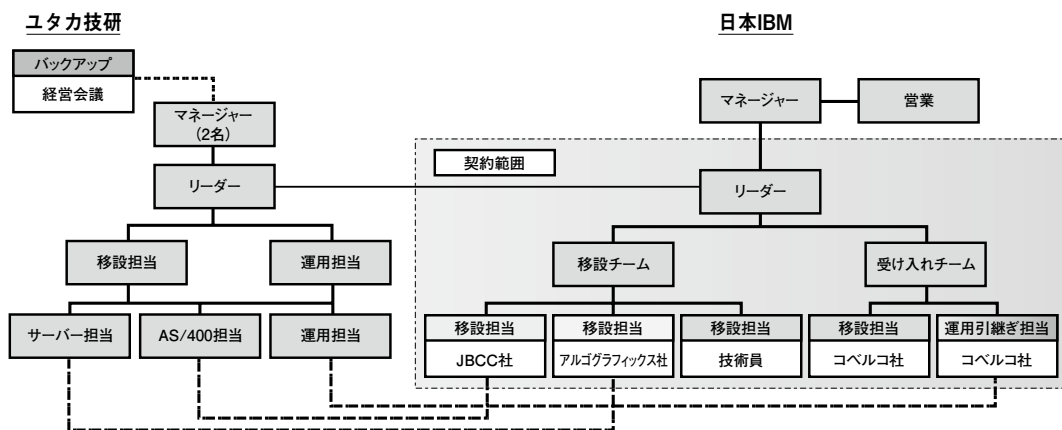 ユタカ技研
日本IBM
バックアップ
経営会議
マネージャー
(2名)
マネージャー
営業
契約範囲
リーダー
リーダー
移設担当
運用担当
移設チーム
受け入れチーム
サーバー担当
AS/400担当
運用担当
移設担当
JBCC社
移設担当
アルゴグラフィックス社
移設担当
技術員
移設担当
コベルコ社
運用引継ぎ担当
コベルコ社